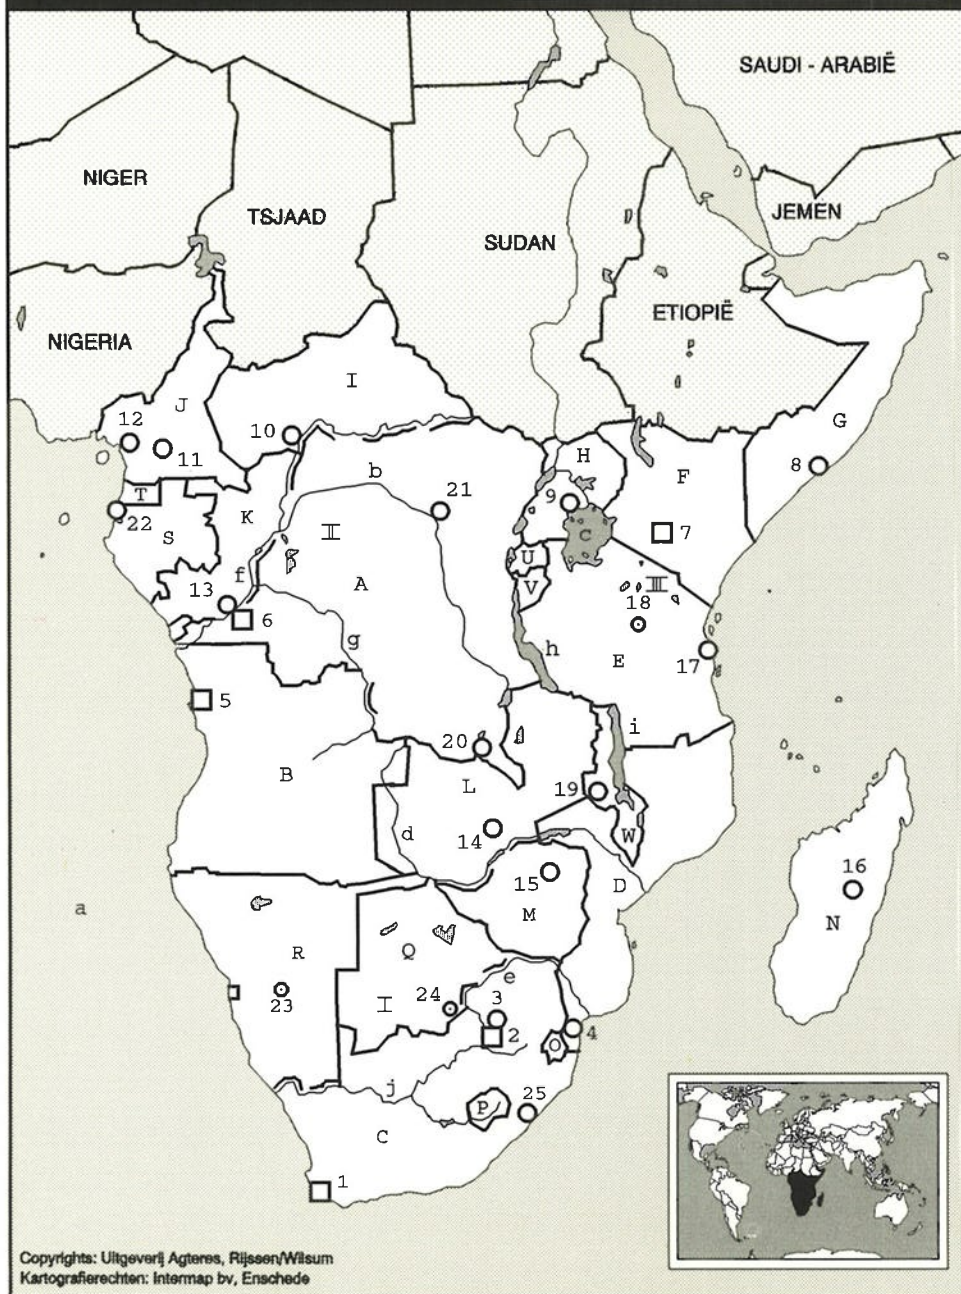 SAUDI - ARABIË
NIGER
TSJAAD
JEMEN
SUDAN
ETIOPIË
NIGERIA
I
J
12
G
10
H
11
b
F
8
21
9
T
K
c
7
22
S
II
U
f
A
V
III
13
18
6
g
h
E
17
5
i
20
B
L
19
d
14
W
15
D
16
a
M
N
R
Q
e
I
24
3
23
2
4
O
j
P
25
C
1
Copyrights: Uitgeverij Agteres, Rijssen/Wilsum
Kartografierechten: Intermap bv, Enschede